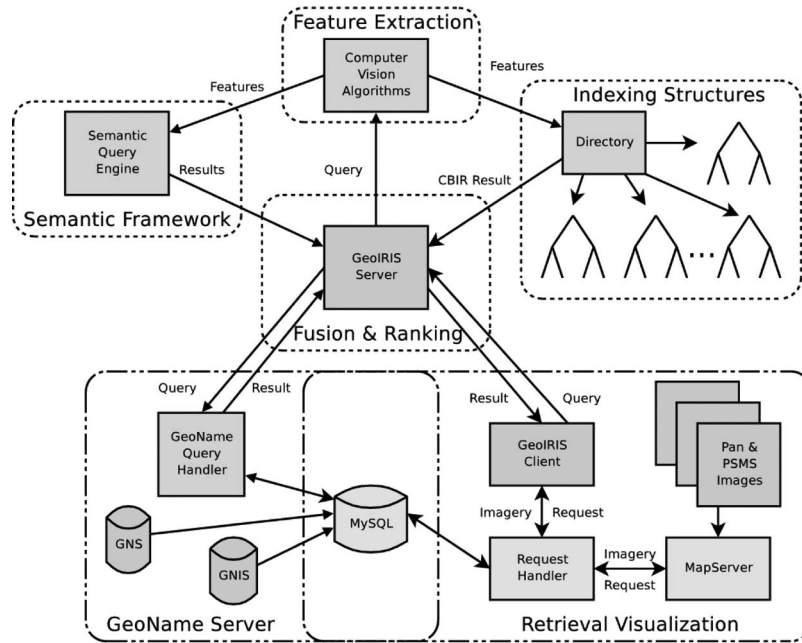 Feature Extraction
Computer
Vision
Algorithms
Features
Features
Indexing Structures
Semantic
Query
Engine
Directory
Results
Query
CBIR Result
Semantic Framework
GeoIRIS
Server
Fusion & Ranking
Query
Result
Result
Query
GeoName
Query
Handler
GeoIRIS
Client
Pan &
PSMS
Images
Imagery
Request
MySQL
GNS
GNIS
Request
Handler
Imagery
Request
MapServer
GeoName Server
Retrieval Visualization